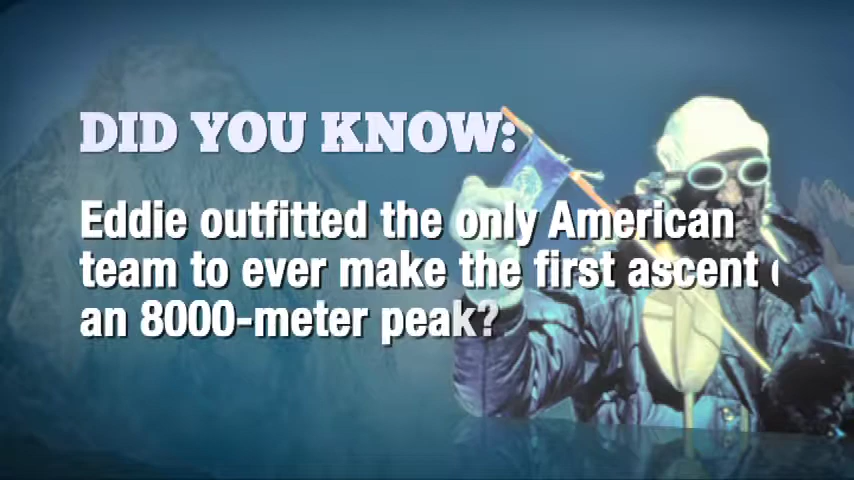 DID YOU KNOW:
Eddie outfitted the only American
team to ever make the first ascent
an 8000-meter peak?